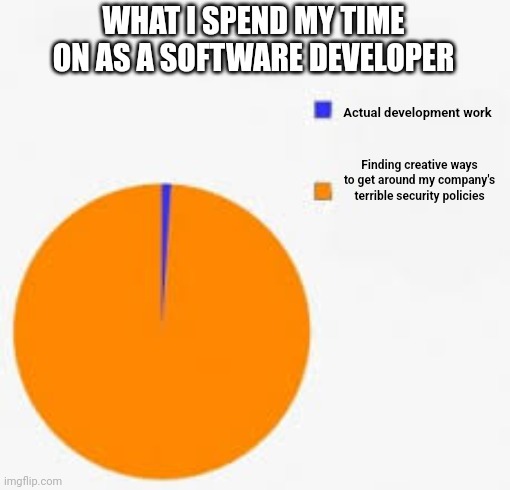 WHAT I SPEND MY TIME
ON AS A SOFTWARE DEVELOPER
Actual development work
Finding creative ways
to get around my company's
terrible security policies
imgflip.com